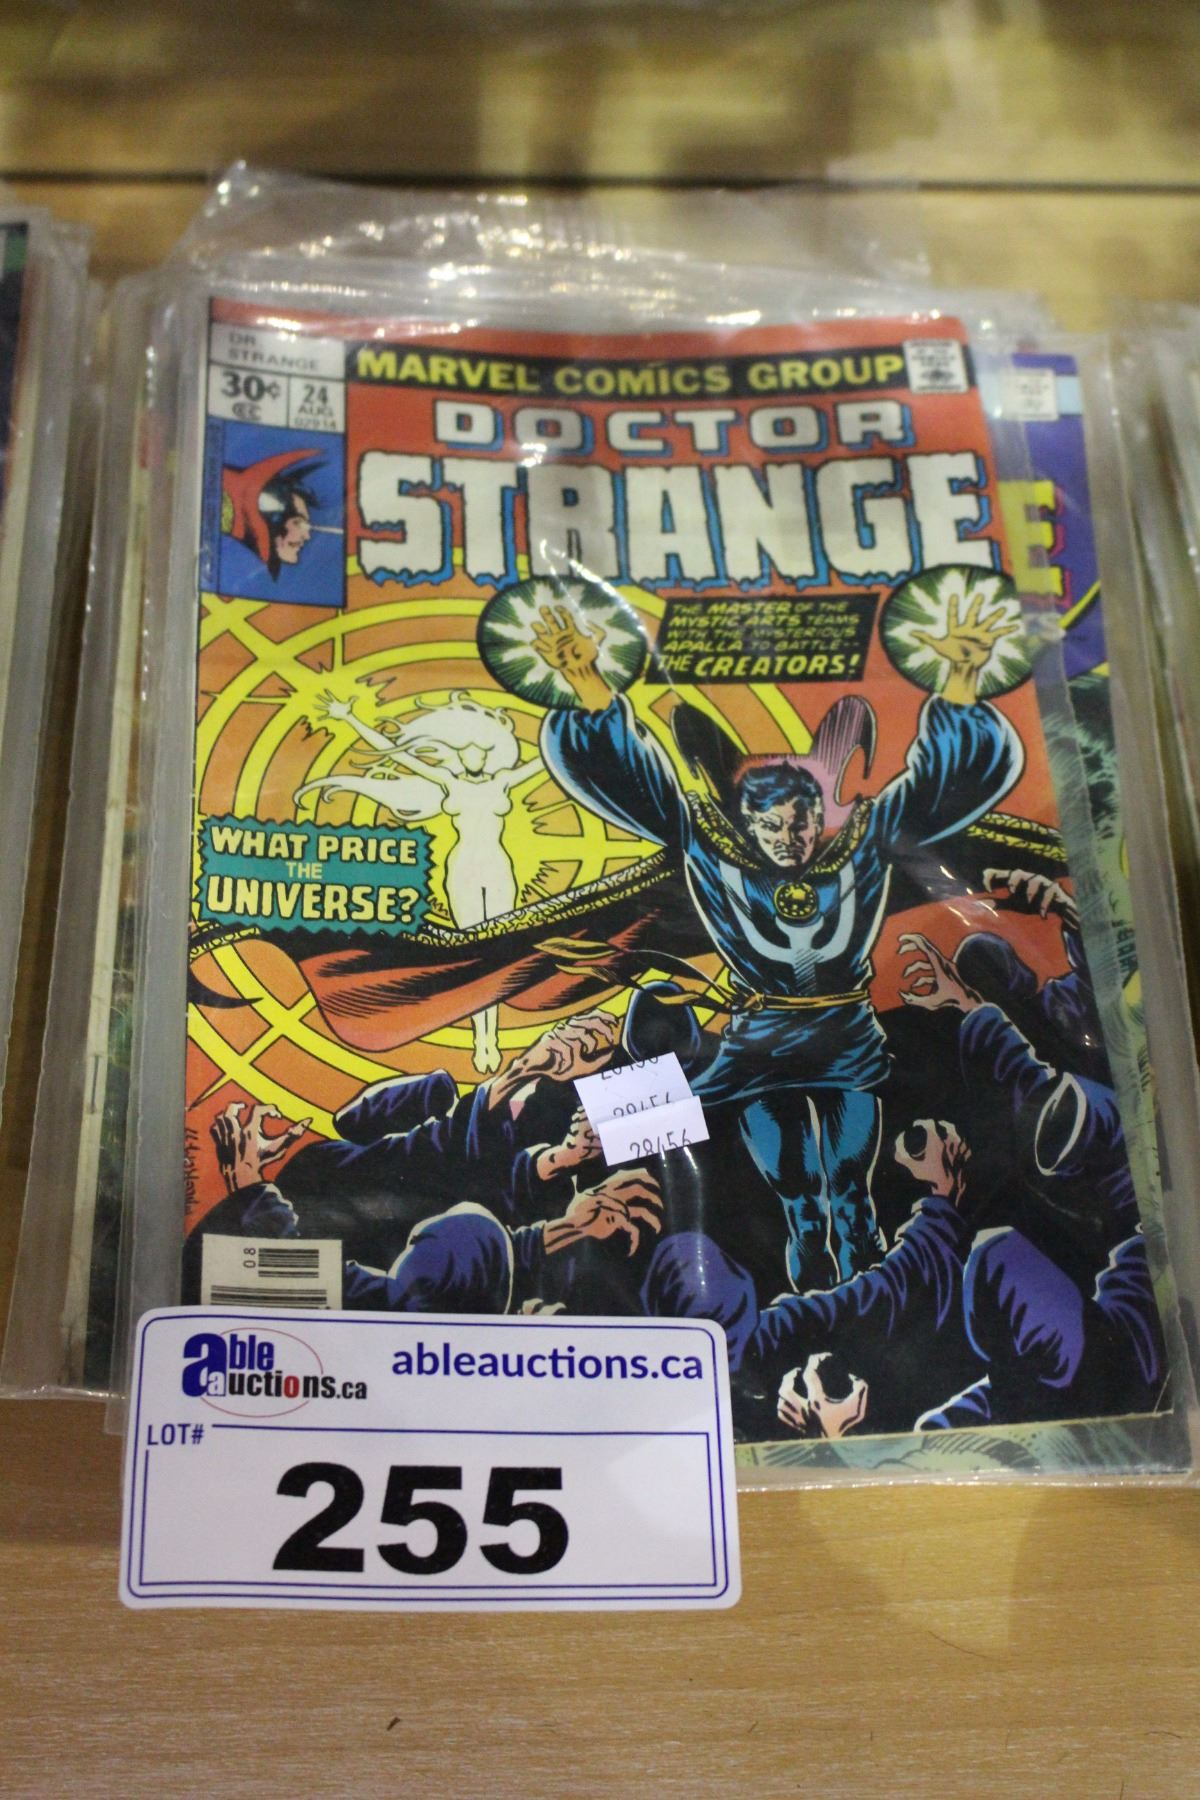 DR.
STRANGE
30¢
CC
24
AUG
02914
MARVEL COMICS GROUP
DOCTOR
STRANGE
E
THE MASTER OF THE
MYSTIC ARTS TEAMS
WITH THE MYSTERIOUS
APALLA TO BATTLE--
THE CREATORS!
WHAT PRICE
THE
UNIVERSE?
28456
08
able
auctions.ca
ableauctions.ca
LOT#
255